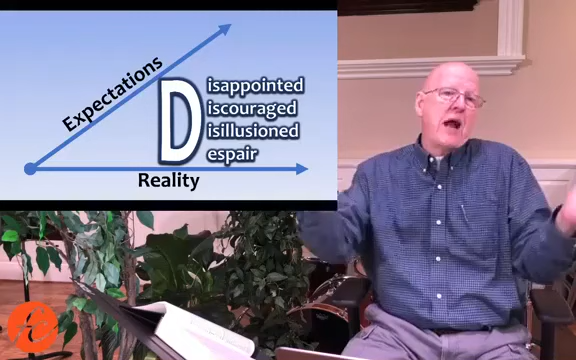 Expectations
Disappointed
Discouraged
Disillusioned
Despair
Reality